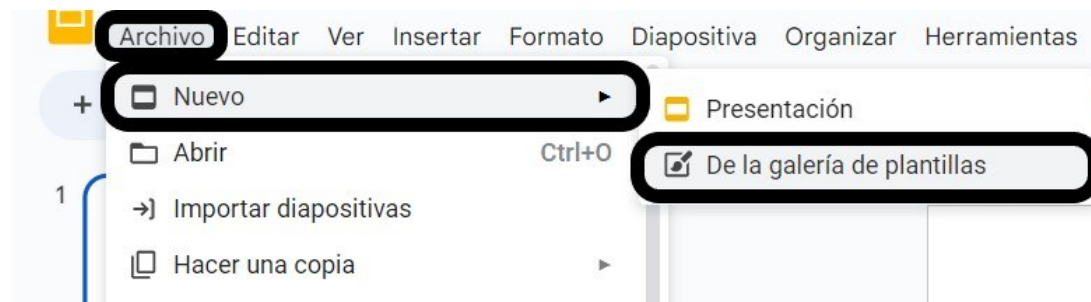 Archivo Editar Ver Insertar Formato Diapositiva Organizar Herramientas
Nuevo
Presentación
Abrir Ctrl+O
De la galería de plantillas
1
Importar diapositivas
Hacer una copia